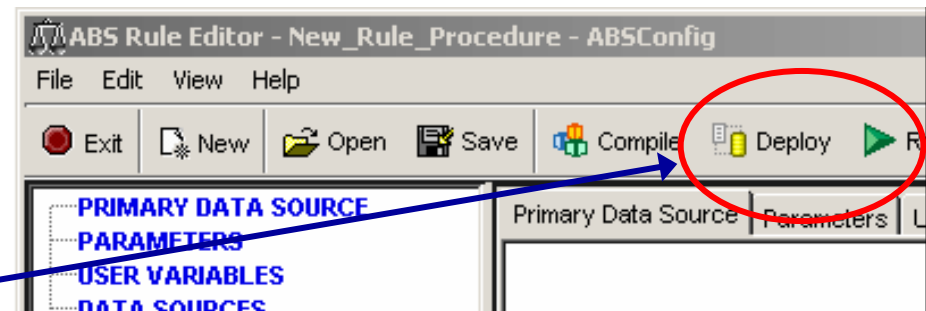 ABS Rule Editor - New_Rule_Procedure - ABSConfig
File Edit View Help
Exit New Open Save Compile Deploy R
PRIMARY DATA SOURCE
PARAMETERS
USER VARIABLES
DATA SOURCES
Primary Data Source Parameters L